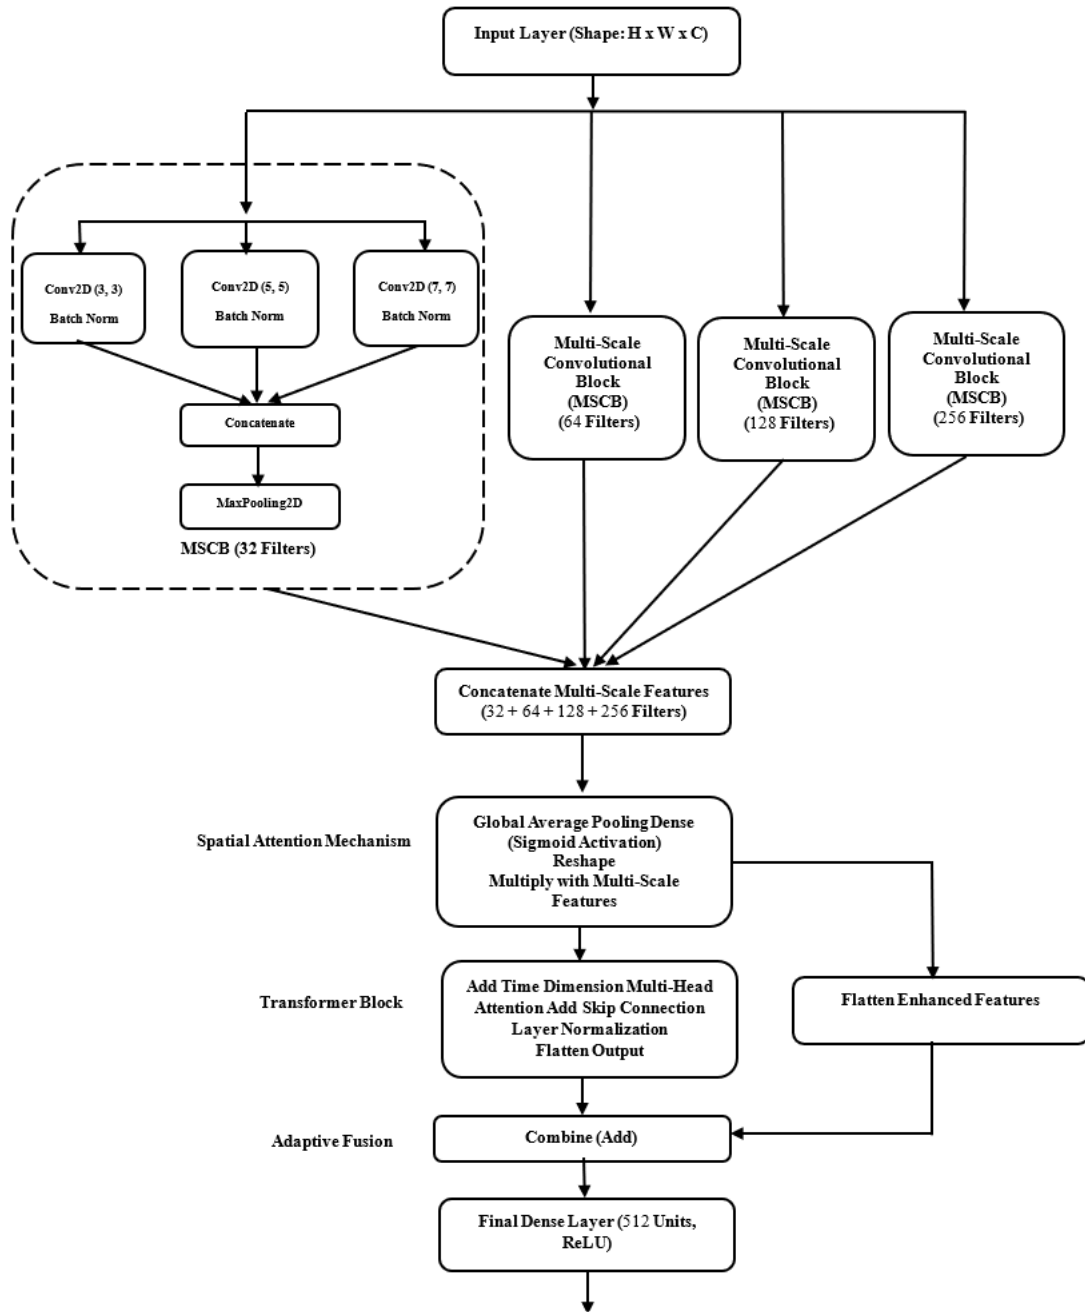 Input Layer (Shape: H x W x C)
Conv2D (3, 3)
Batch Norm
Conv2D (5, 5)
Batch Norm
Conv2D (7, 7)
Batch Norm
Concatenate
MaxPooling2D
MSCB (32 Filters)
Multi-Scale
Convolutional
Block
(MSCB)
(64 Filters)
Multi-Scale
Convolutional
Block
(MSCB)
(128 Filters)
Multi-Scale
Convolutional
Block
(MSCB)
(256 Filters)
Concatenate Multi-Scale Features
(32 + 64 + 128 + 256 Filters)
Spatial Attention Mechanism
Global Average Pooling Dense
(Sigmoid Activation)
Reshape
Multiply with Multi-Scale
Features
Transformer Block
Add Time Dimension Multi-Head
Attention Add Skip Connection
Layer Normalization
Flatten Output
Flatten Enhanced Features
Adaptive Fusion
Combine (Add)
Final Dense Layer (512 Units,
ReLU)